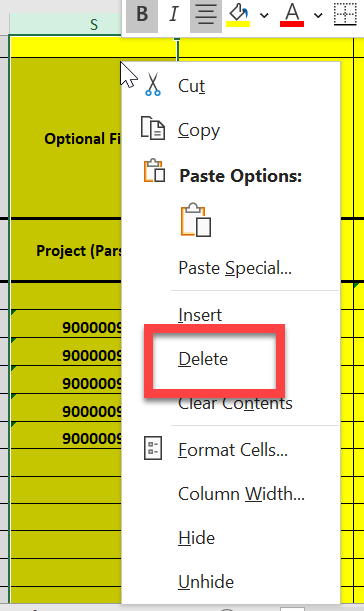 B I A
S
Cut
Copy
Optional Fi
Paste Options:
Project (Pars
Paste Special...
Insert
9000009
Delete
9000009
9000009
Clear Contents
9000009
9000009
Format Cells...
Column Width...
Hide
Unhide